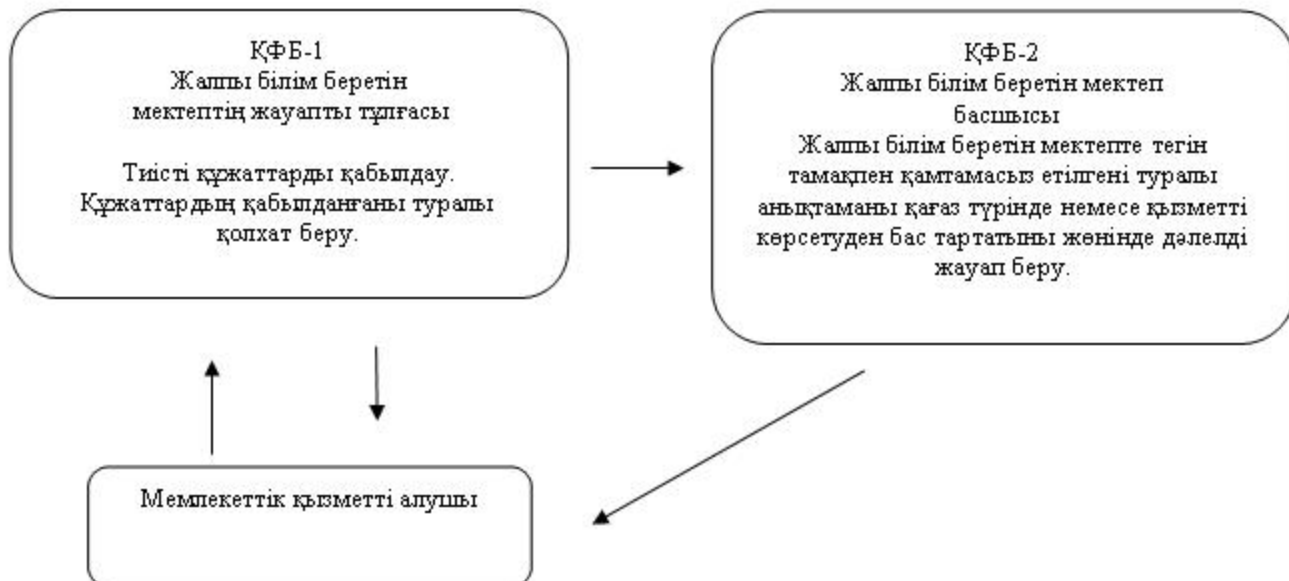 ҚФБ-1
Жалпы білім беретін
мектептің жауапты тұлғасы
Тиісті құжаттарды қабылдау.
Құжаттардың қабылданғаны туралы
қолхат беру.
ҚФБ-2
Жалпы білім беретін мектеп
басшысы
Жалпы білім беретін мектепте тегін
тамақпен қамтамасыз етілгені туралы
анықтаманы қағаз түрінде немесе қызметті
көрсетуден бас тартатыны жөнінде дәлелді
жауап беру.
Мемлекеттік қызметті алушы